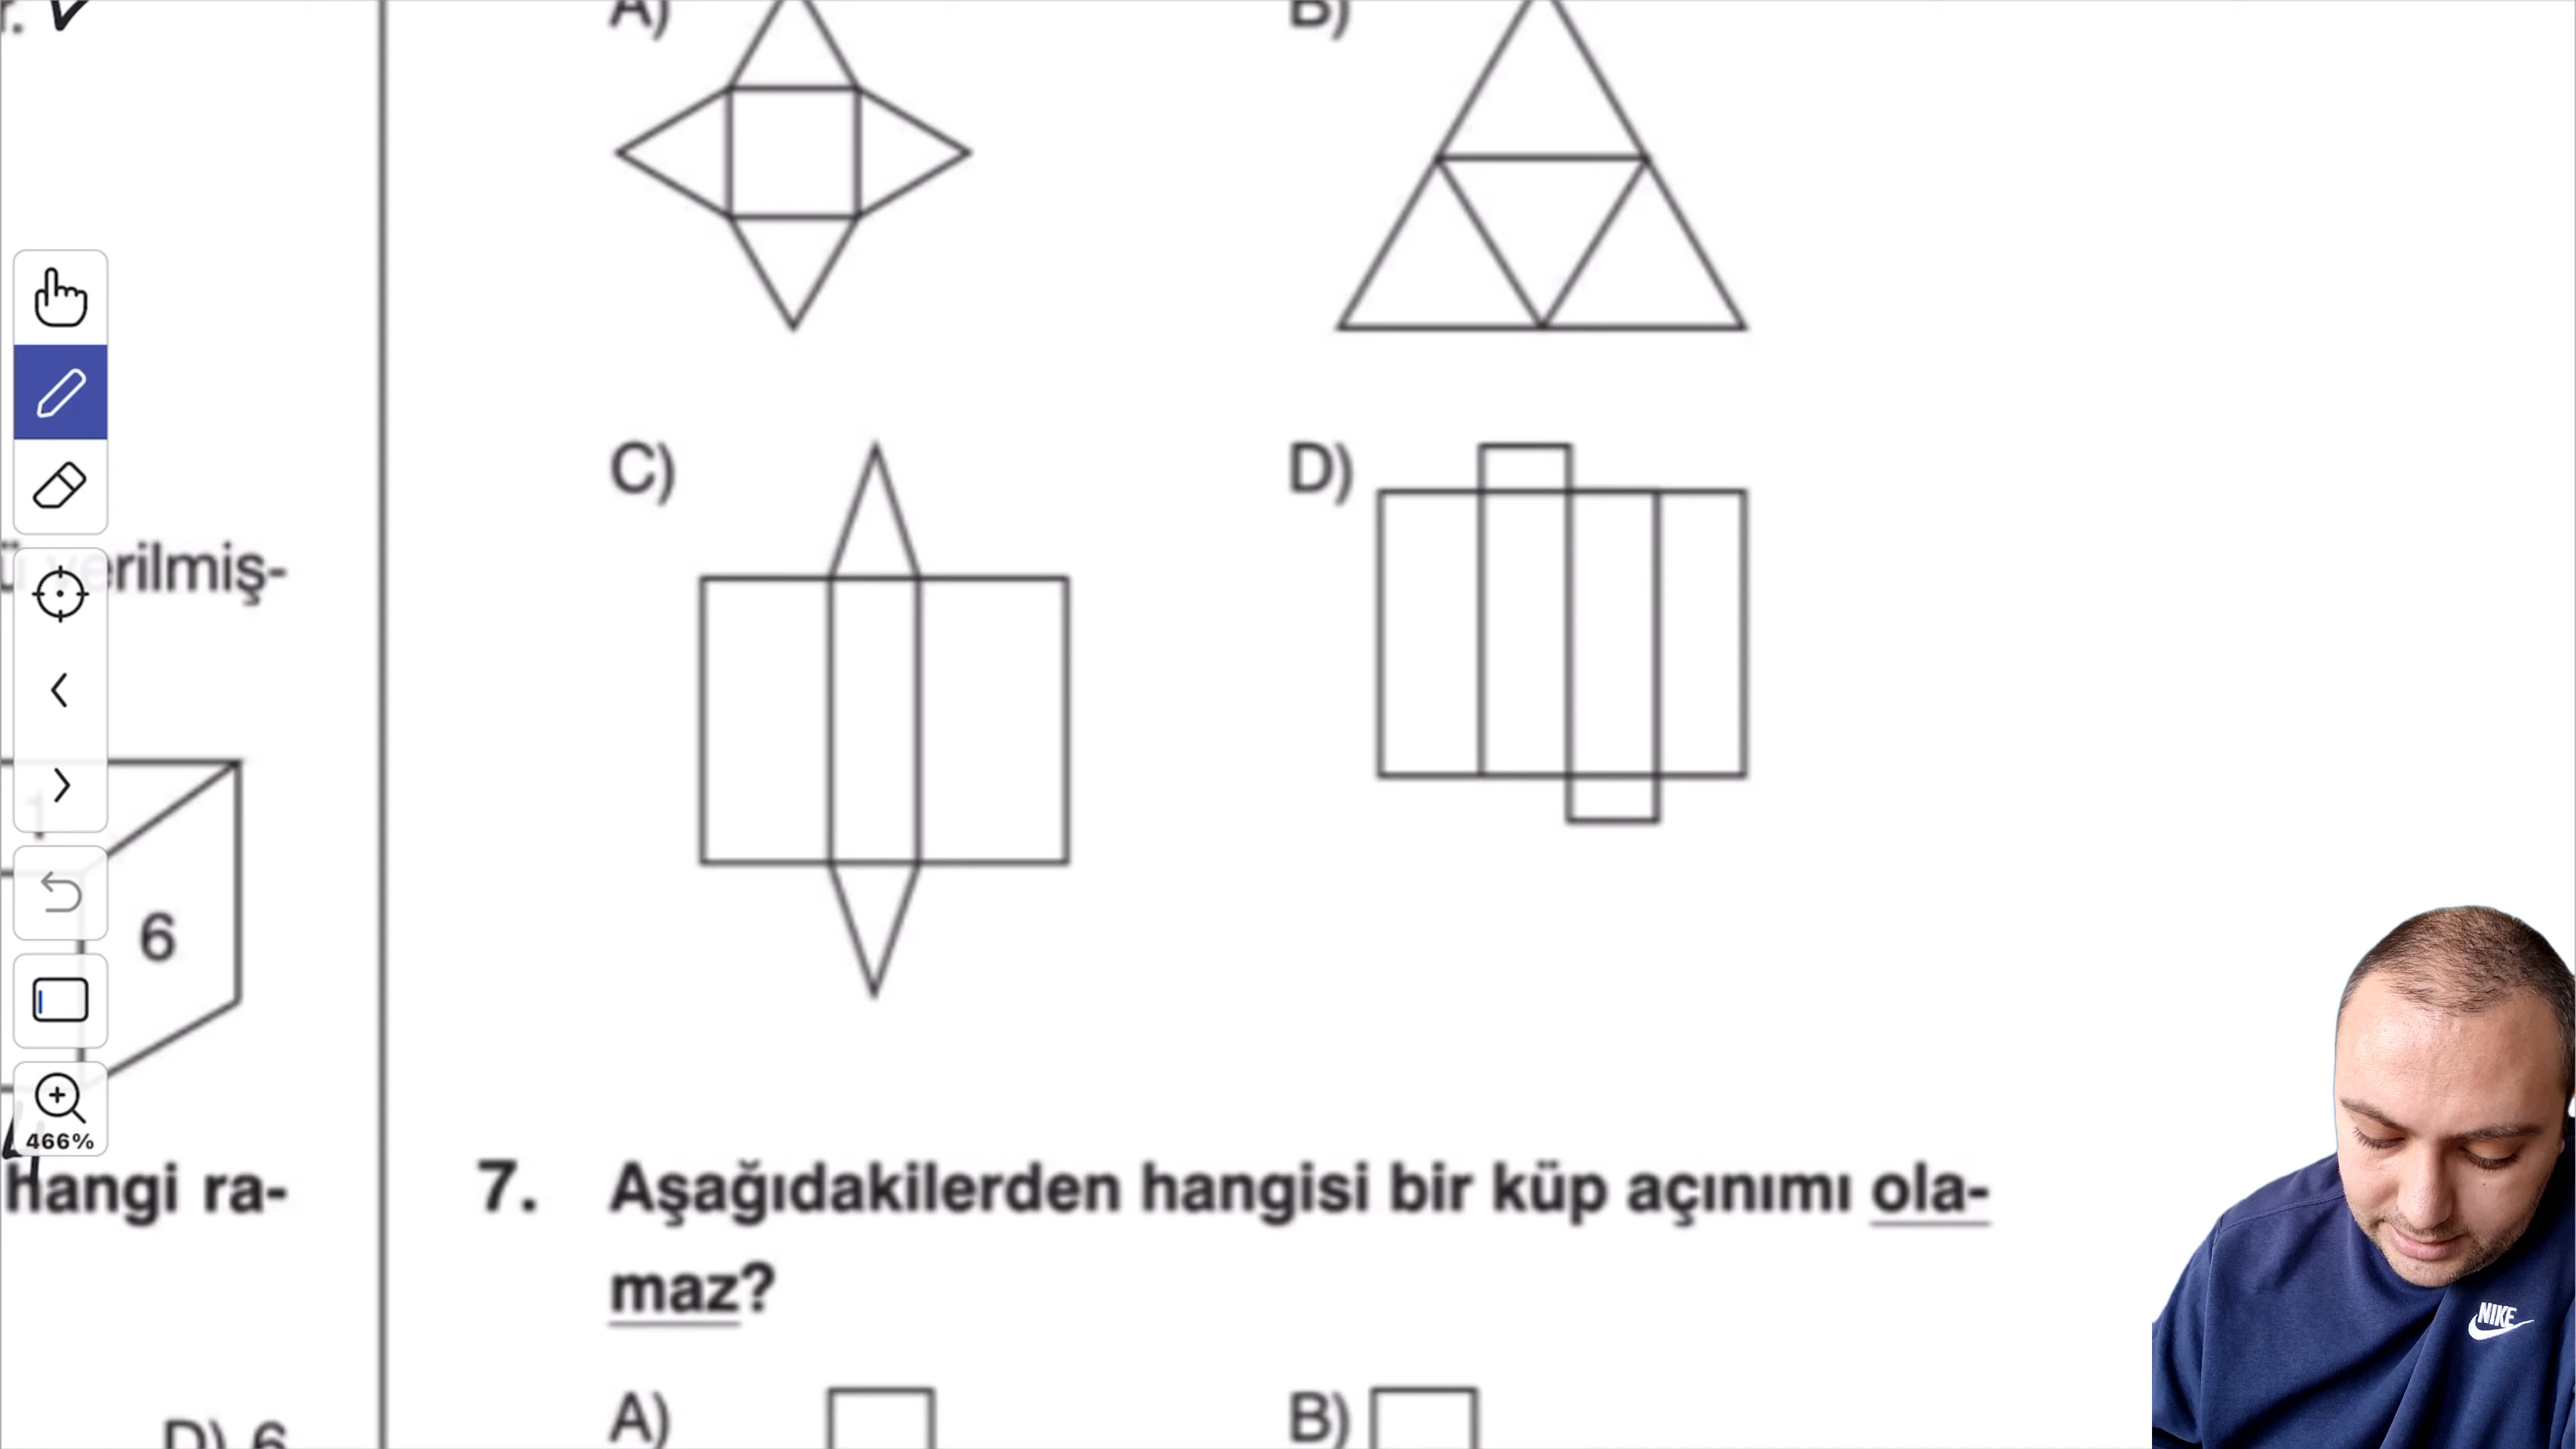 A)
B)
C)
D)
verilmiş-
6
466%
hangi ra-
7. Aşağıdakilerden hangisi bir küp açınımı ola-
maz?
NIKE
D) 6
A)
B)